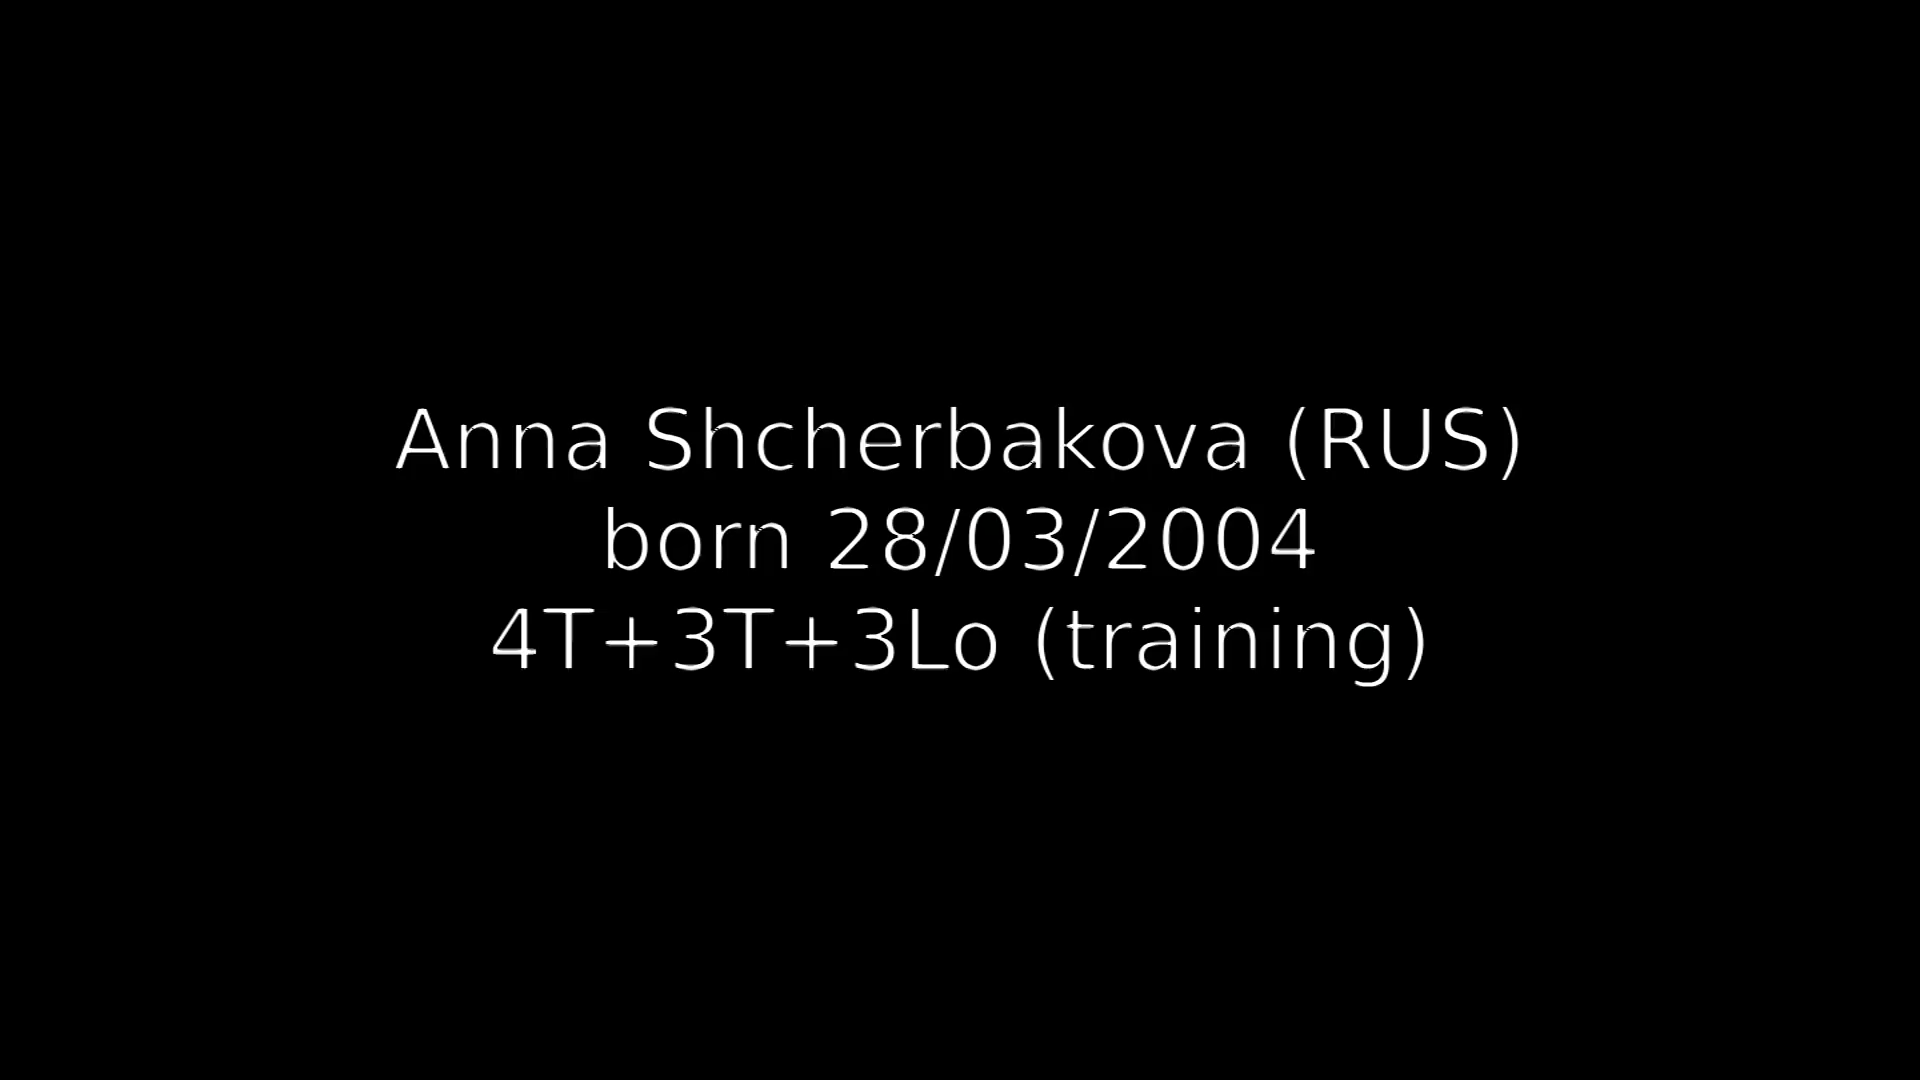 Anna Shcherbakova (RUS)
born 28/03/2004
4T+3T+3Lo (training)